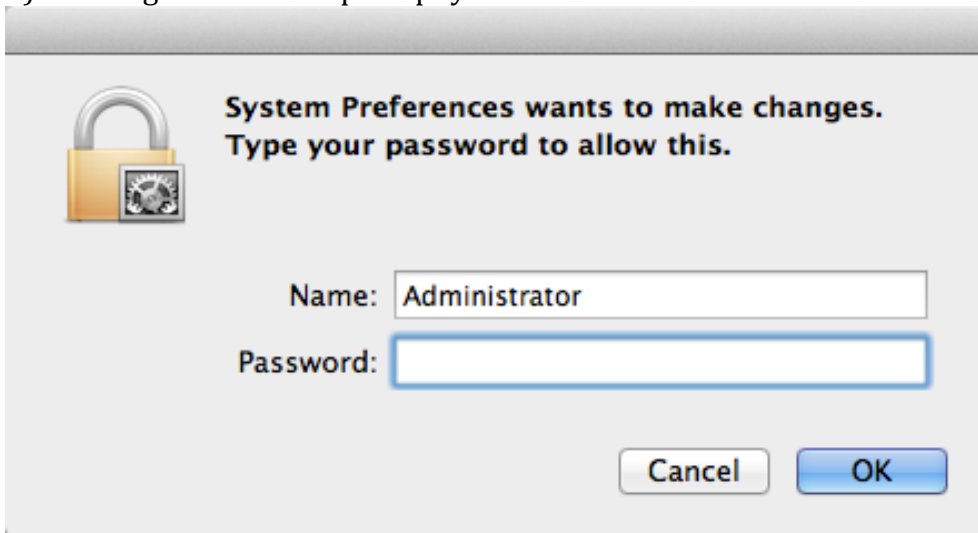 System Preferences wants to make changes.
Type your password to allow this.
Name: Administrator
Password:
Cancel OK